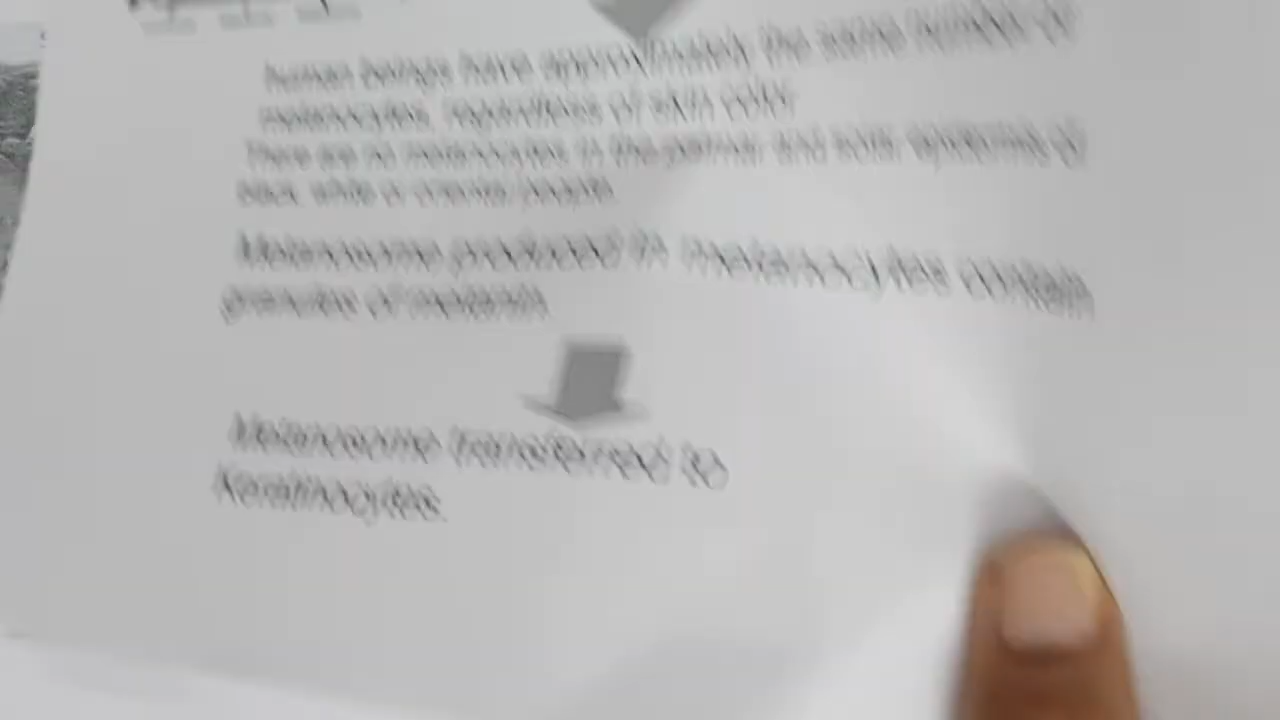 human beings have approximately the same number of
melanocytes, regardless of skin color
There are no melanocytes in the palmar and soles epidermis of
black, white or oriental people.
Melanosome produced in melanocytes contain
granules of melanin
Melanosome transferred to
Keratinocytes.